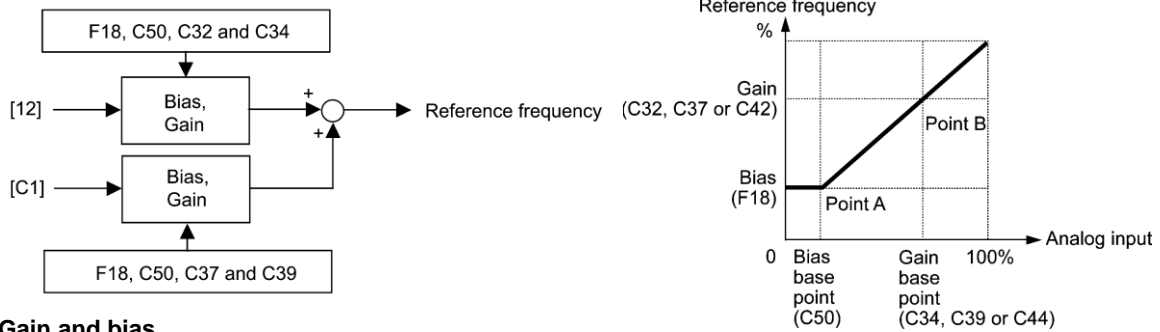 F18, C50, C32 and C34
[12]
Bias,
Gain
+
Reference frequency
+
[C1]
Bias,
Gain
F18, C50, C37 and C39
Gain and bias
Reference frequency
%
Gain
(C32, C37 or C42)
Point B
Bias
(F18)
Point A
Analog input
0
Bias
base
point
(C50)
Gain
base
point
(C34, C39 or C44)
100%